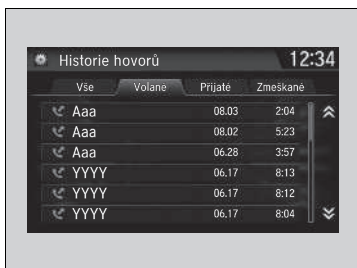 Historie hovorů 12:34
Vše Volané Přijaté Zmeškané
Aaa 08.03 2:04
Aaa 08.02 5:23
Aaa 06.28 3:57
YYYY 06.17 8:13
YYYY 06.17 8:12
YYYY 06.17 8:04